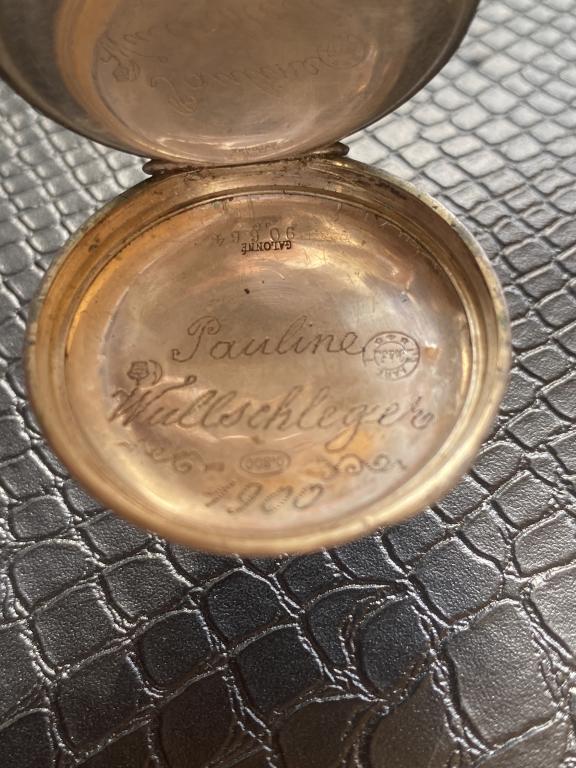 90664
GALONNÉ
Pauline
Wullschleger
1900